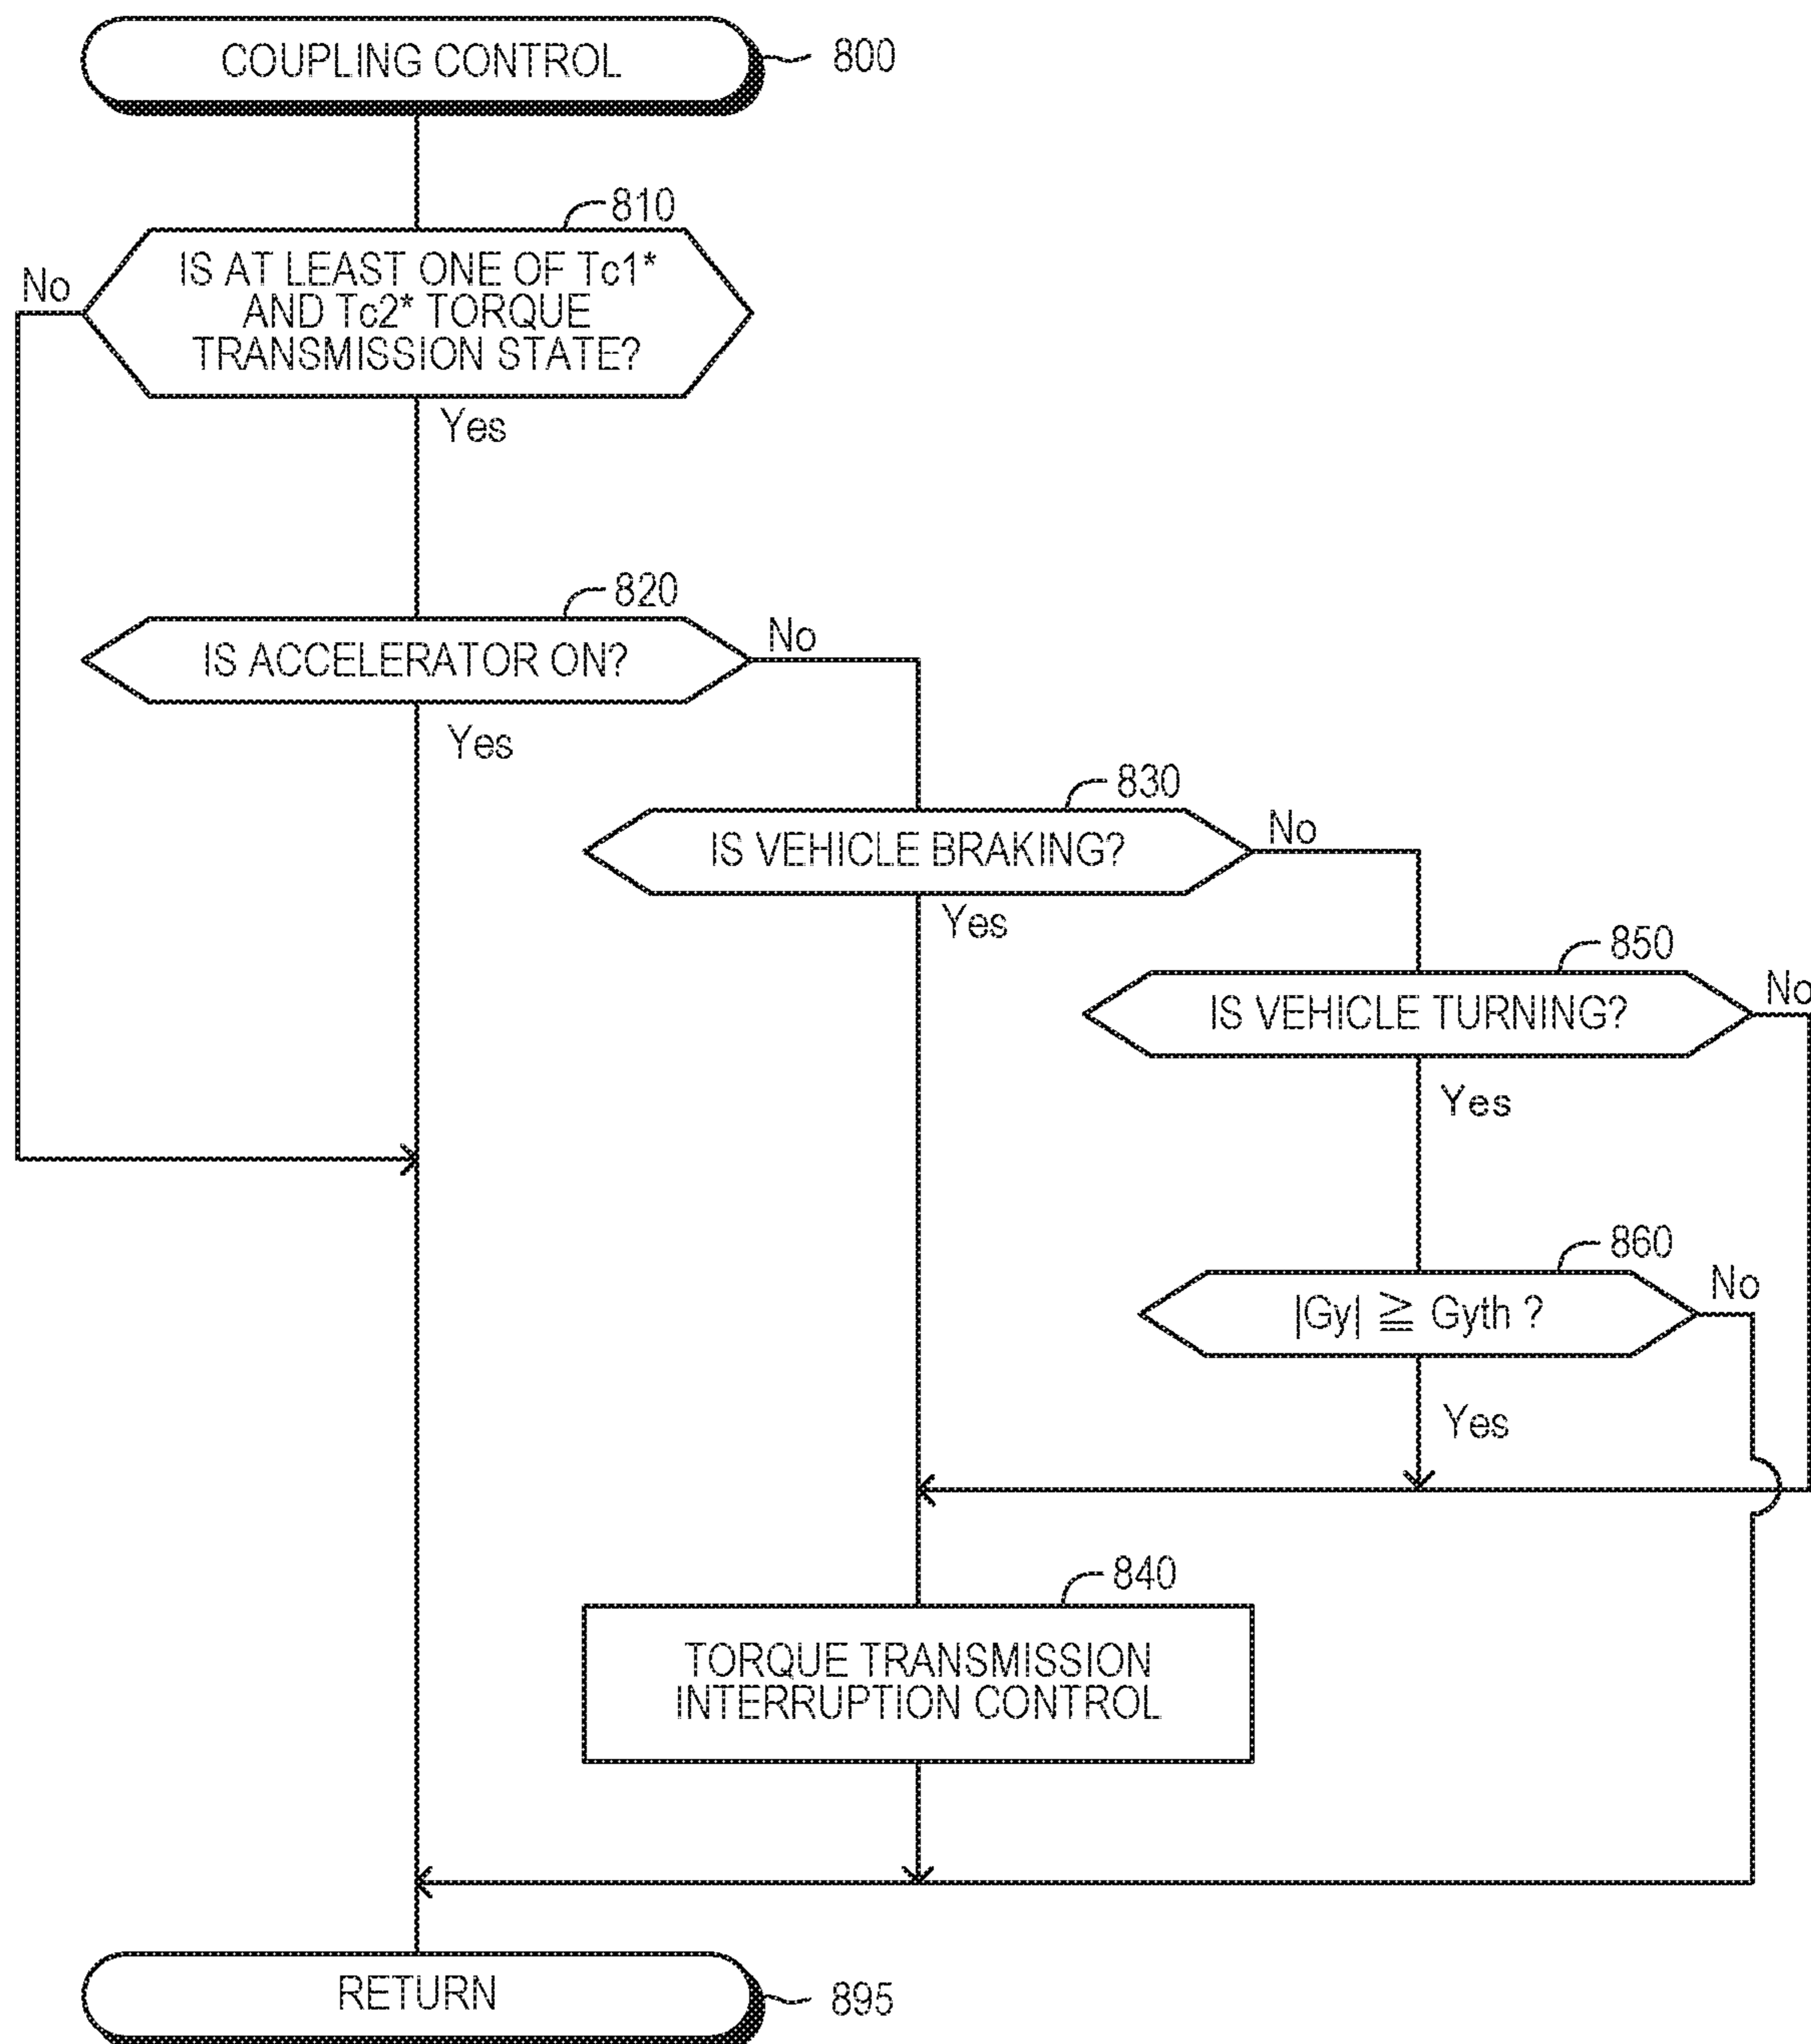 COUPLING CONTROL
800
810
IS AT LEAST ONE OF Tc1*
AND Tc2* TORQUE
TRANSMISSION STATE?
No
Yes
820
IS ACCELERATOR ON?
No
Yes
830
IS VEHICLE BRAKING?
No
Yes
850
IS VEHICLE TURNING?
No
Yes
860
|Gy| ≧ Gyth ?
No
Yes
840
TORQUE TRANSMISSION
INTERRUPTION CONTROL
RETURN
895